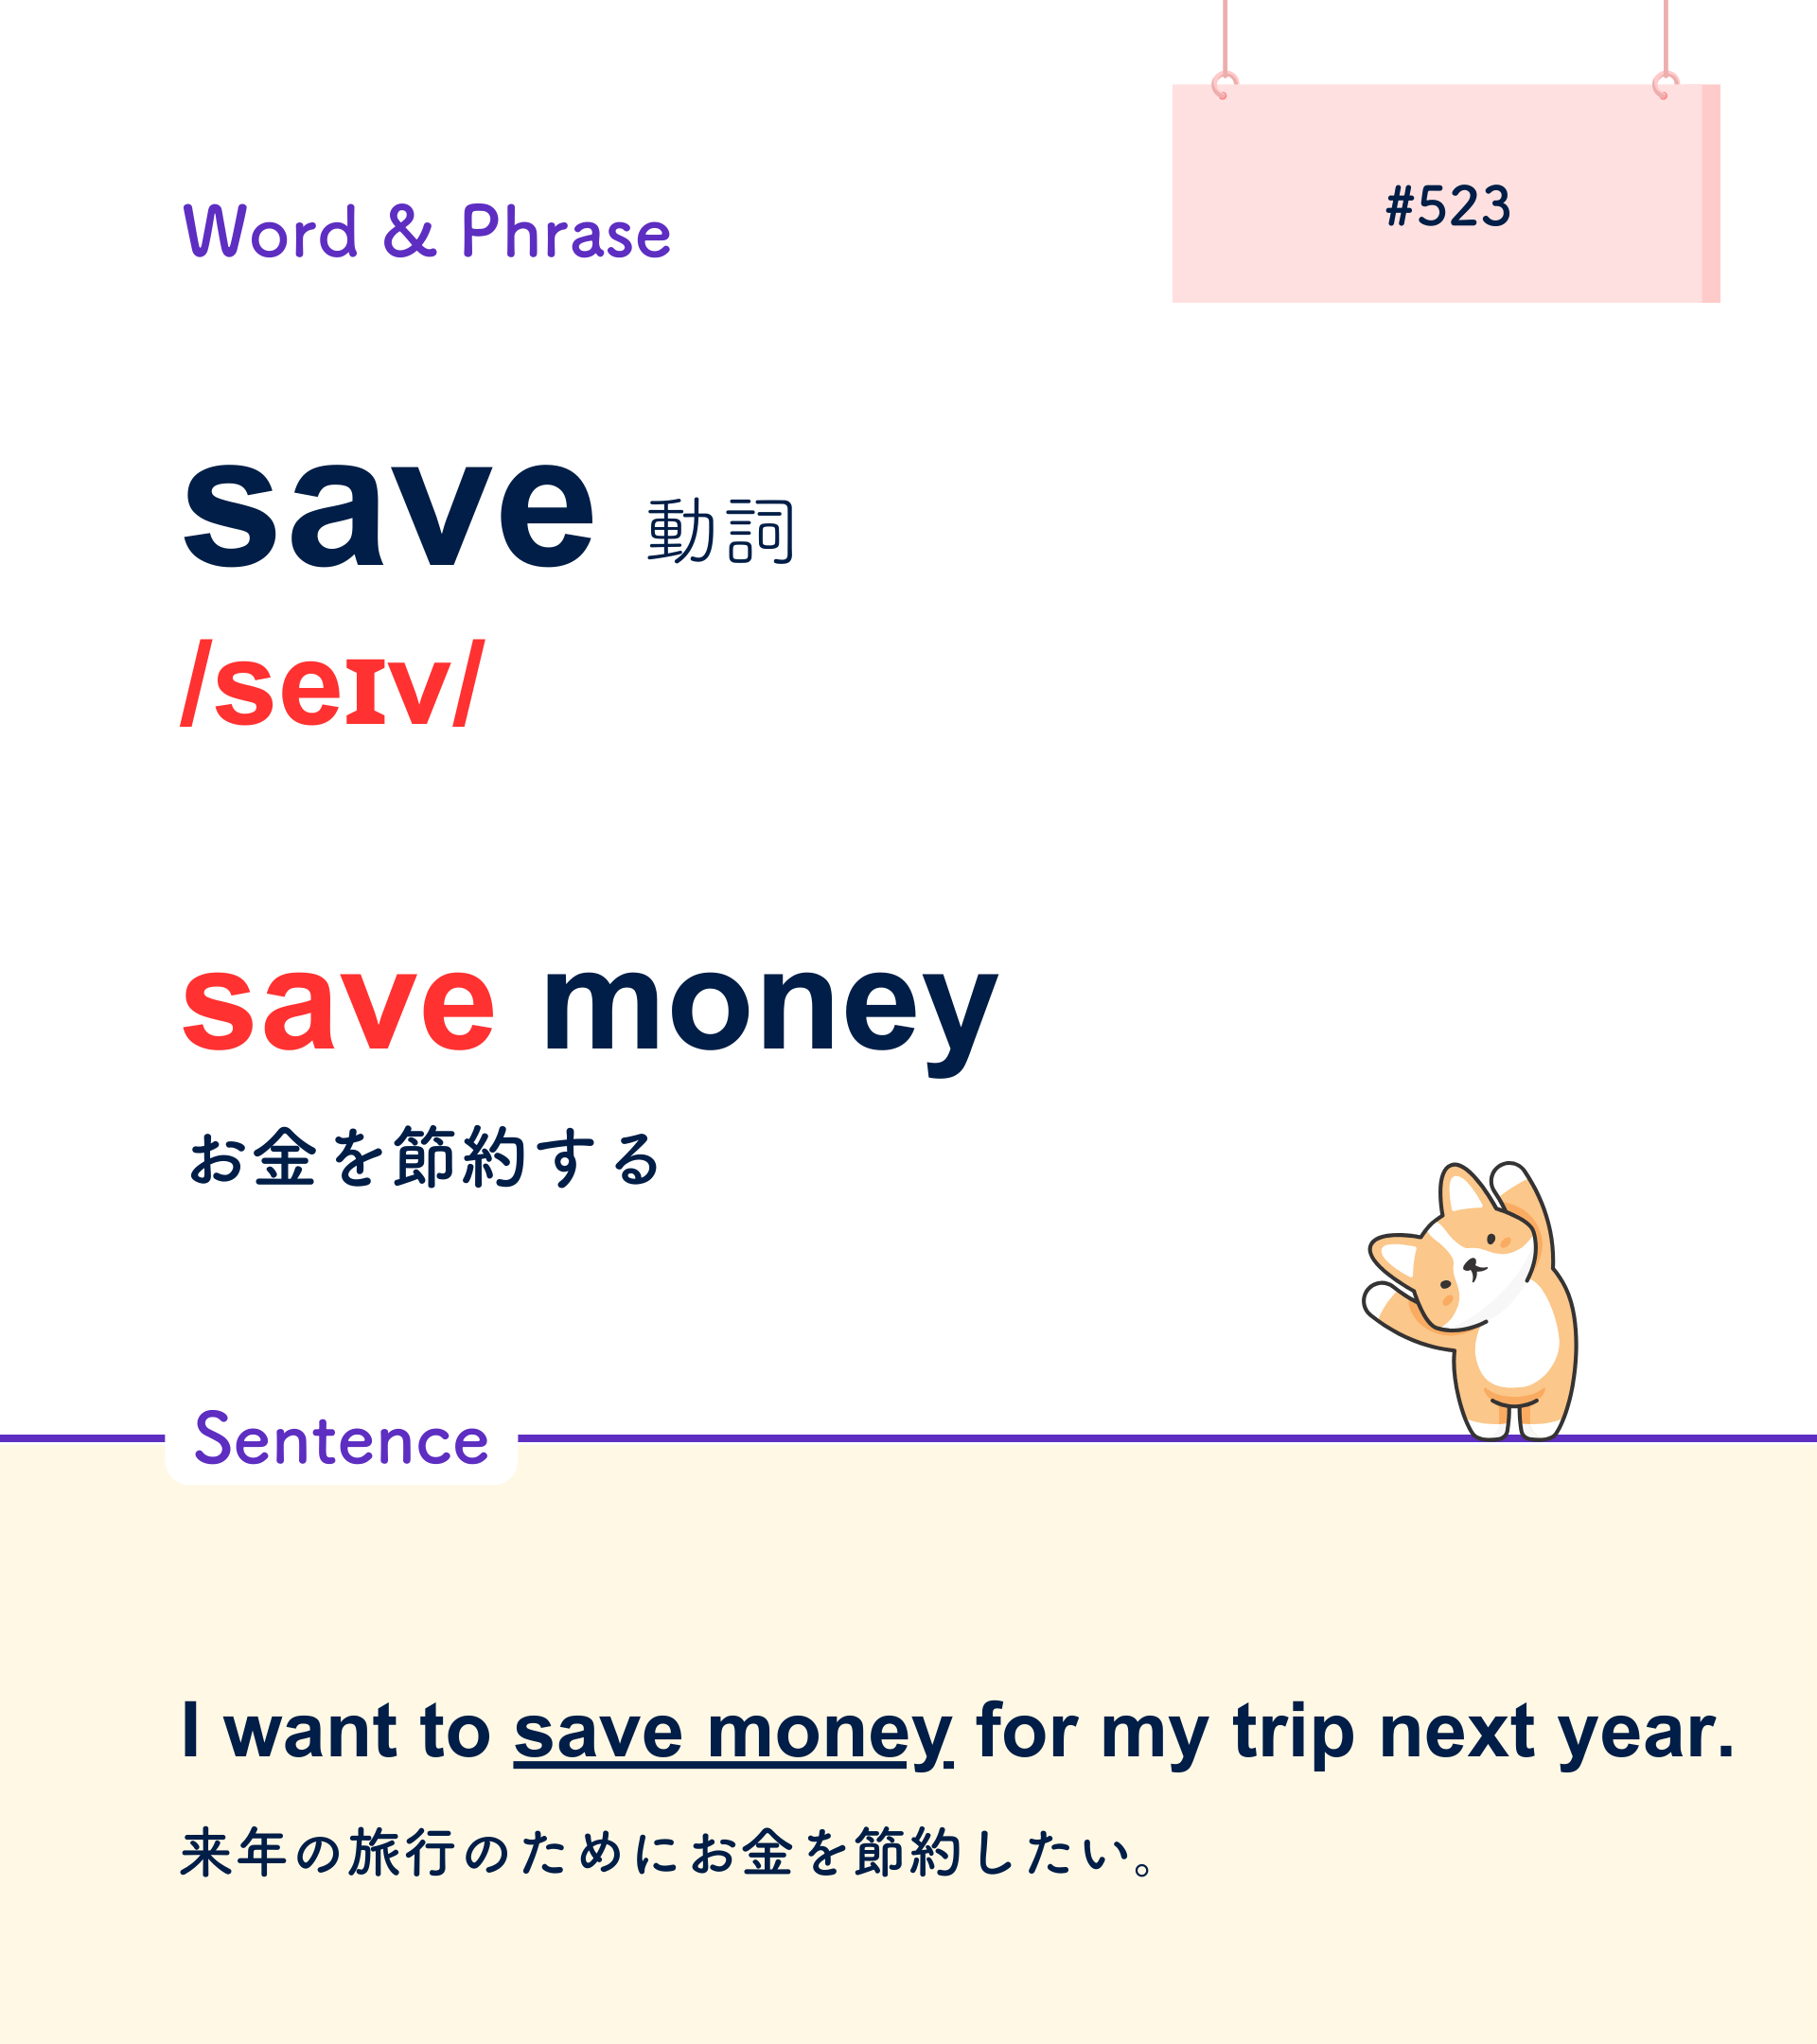 Word & Phrase
#523
save 動詞
/seɪv/
save money
お金を節約する
Sentence
I want to save money for my trip next year.
来年の旅行のためにお金を節約したい。